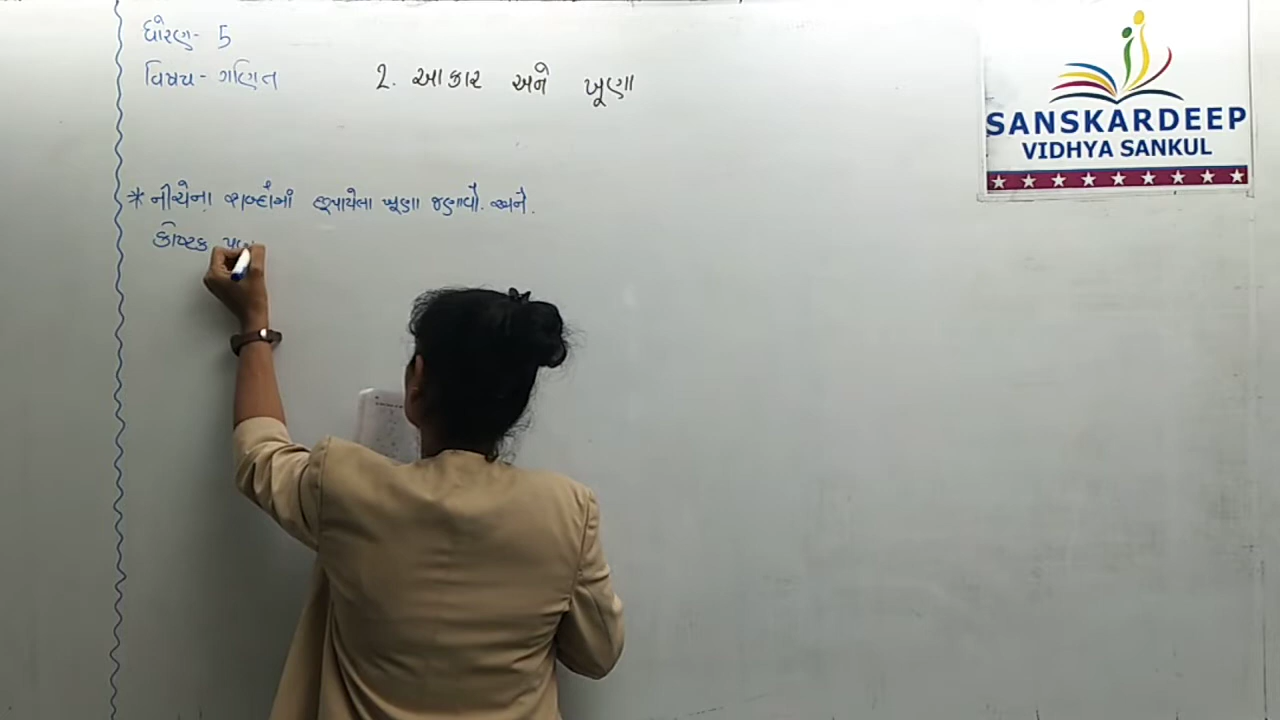 ધોરણ- 5
વિષય - ગણિત
2. આકાર અને ખૂણા
SANSKARDEEP
VIDHYA SANKUL
* નીચેના શબ્દોમાં છૂપાયેલા ખૂણા જણાવો. અને.
કોષ્ટક